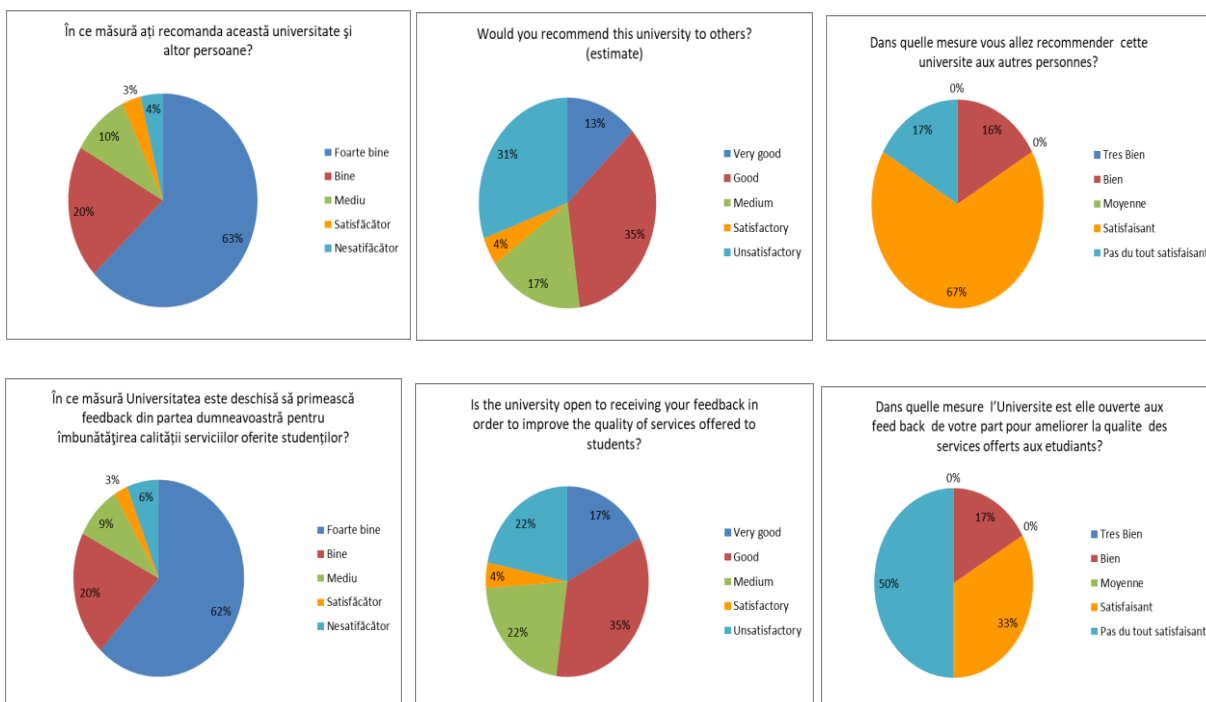 În ce măsură ați recomanda această universitate și
altor persoane?
3%
4%
10%
20%
63%
Foarte bine
Bine
Mediu
Satisfăcător
Nesatifăcător
Would you recommend this university to others?
(estimate)
13%
31%
35%
4%
17%
Very good
Good
Medium
Satisfactory
Unsatisfactory
Dans quelle mesure vous allez recommender cette
universite aux autres personnes?
0%
17%
16%
0%
67%
Tres Bien
Bien
Moyenne
Satisfaisant
Pas du tout satisfaisant
În ce măsură Universitatea este deschisă să primească
feedback din partea dumneavoastră pentru
îmbunătățirea calității serviciilor oferite studenților?
3%
6%
9%
20%
62%
Foarte bine
Bine
Mediu
Satisfăcător
Nesatifăcător
Is the university open to receiving your feedback in
order to improve the quality of services offered to
students?
17%
22%
4%
22%
35%
Very good
Good
Medium
Satisfactory
Unsatisfactory
Dans quelle mesure l'Universite est elle ouverte aux
feed back de votre part pour ameliorer la qualite des
services offerts aux etudiants?
0%
17%
0%
50%
33%
Tres Bien
Bien
Moyenne
Satisfaisant
Pas du tout satisfaisant